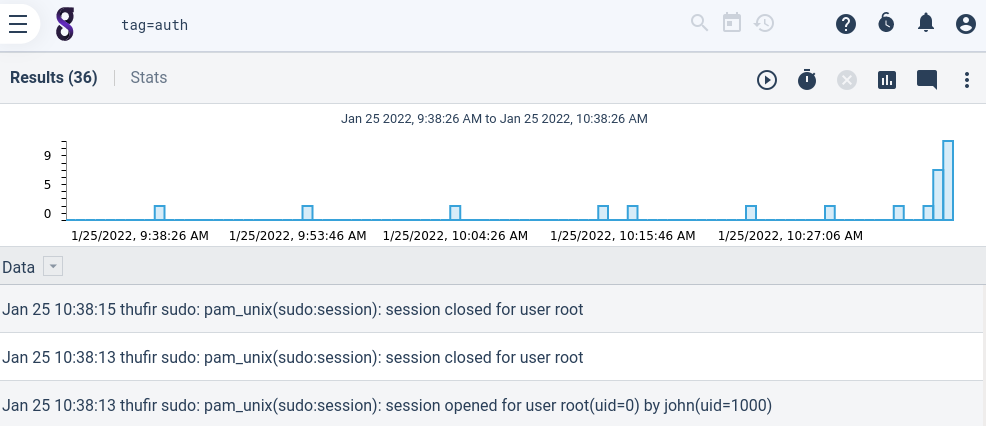 tag=auth
Results (36) Stats
Jan 25 2022, 9:38:26 AM to Jan 25 2022, 10:38:26 AM
9
5
0
1/25/2022, 9:38:26 AM 1/25/2022, 9:53:46 AM 1/25/2022, 10:04:26 AM 1/25/2022, 10:15:46 AM 1/25/2022, 10:27:06 AM
Data
Jan 25 10:38:15 thufir sudo: pam_unix(sudo:session): session closed for user root
Jan 25 10:38:13 thufir sudo: pam_unix(sudo:session): session closed for user root
Jan 25 10:38:13 thufir sudo: pam_unix(sudo:session): session opened for user root(uid=0) by john(uid=1000)